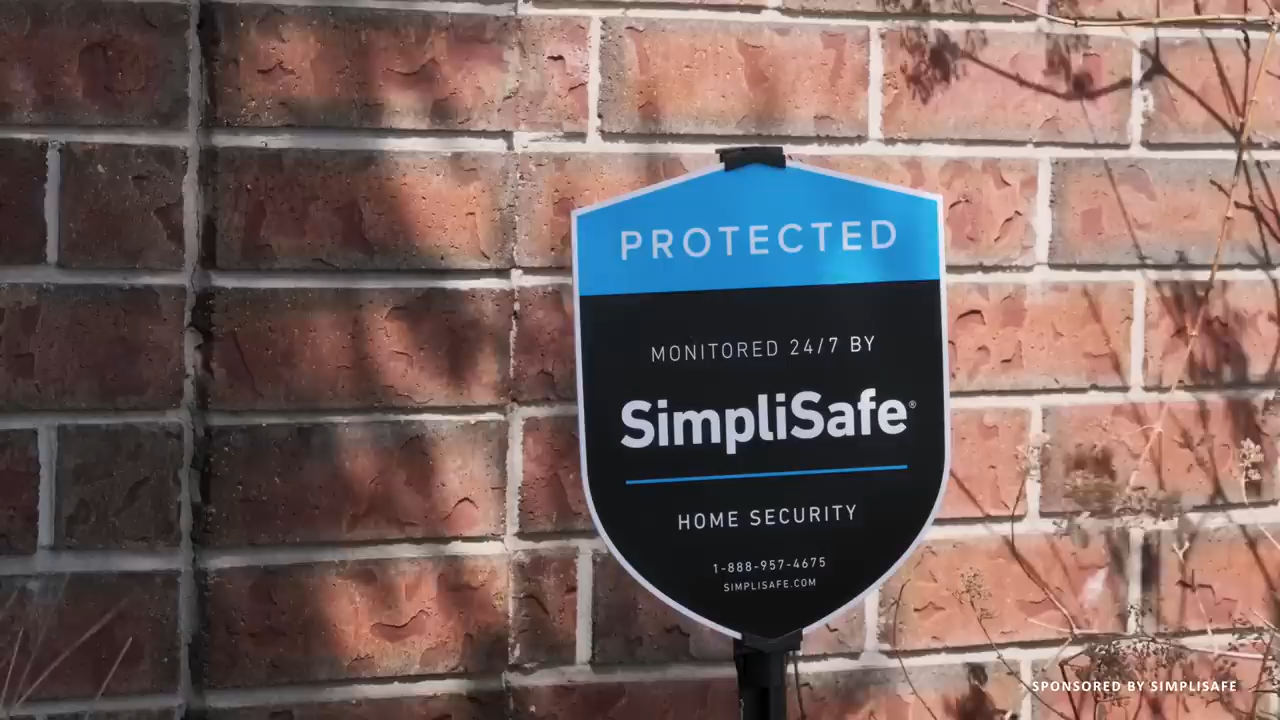 PROTECTED
MONITORED 24/7 BY
SimpliSafe®
HOME SECURITY
1-888-957-4675
SIMPLISAFE.COM
SPONSORED BY SIMPLISAFE